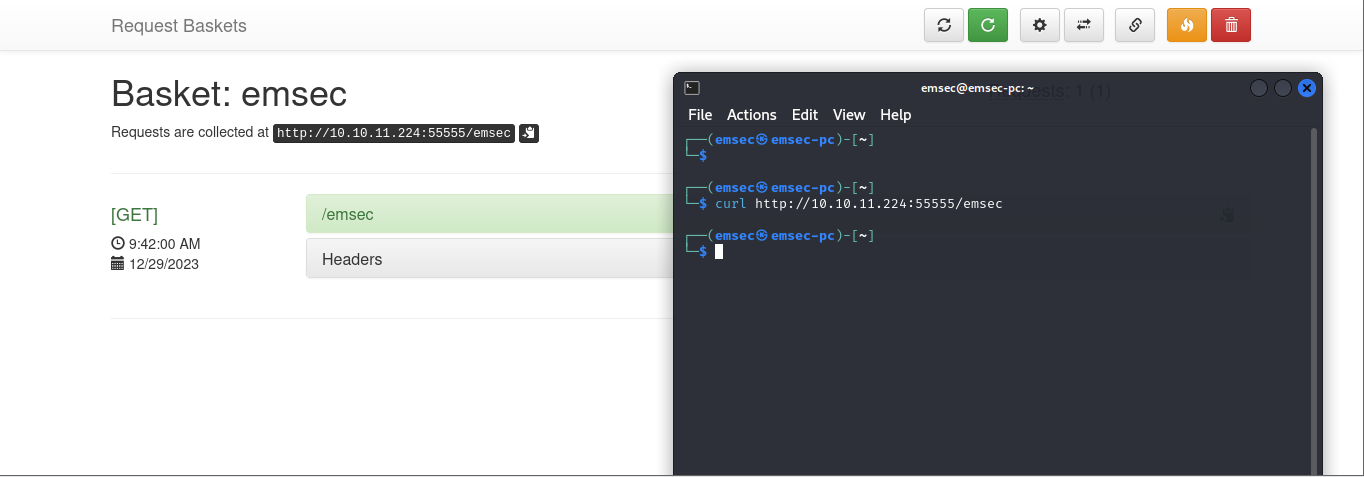 Request Baskets
Basket: emsec
Requests are collected at http://10.10.11.224:55555/emsec
[GET]
9:42:00 AM
12/29/2023
/emsec
Headers
emsec@emsec-pc: ~
Requests: 1 (1)
File Actions Edit View Help
┌──(emsec㉿emsec-pc)-[~]
└─$
┌──(emsec㉿emsec-pc)-[~]
└─$ curl http://10.10.11.224:55555/emsec
┌──(emsec㉿emsec-pc)-[~]
└─$